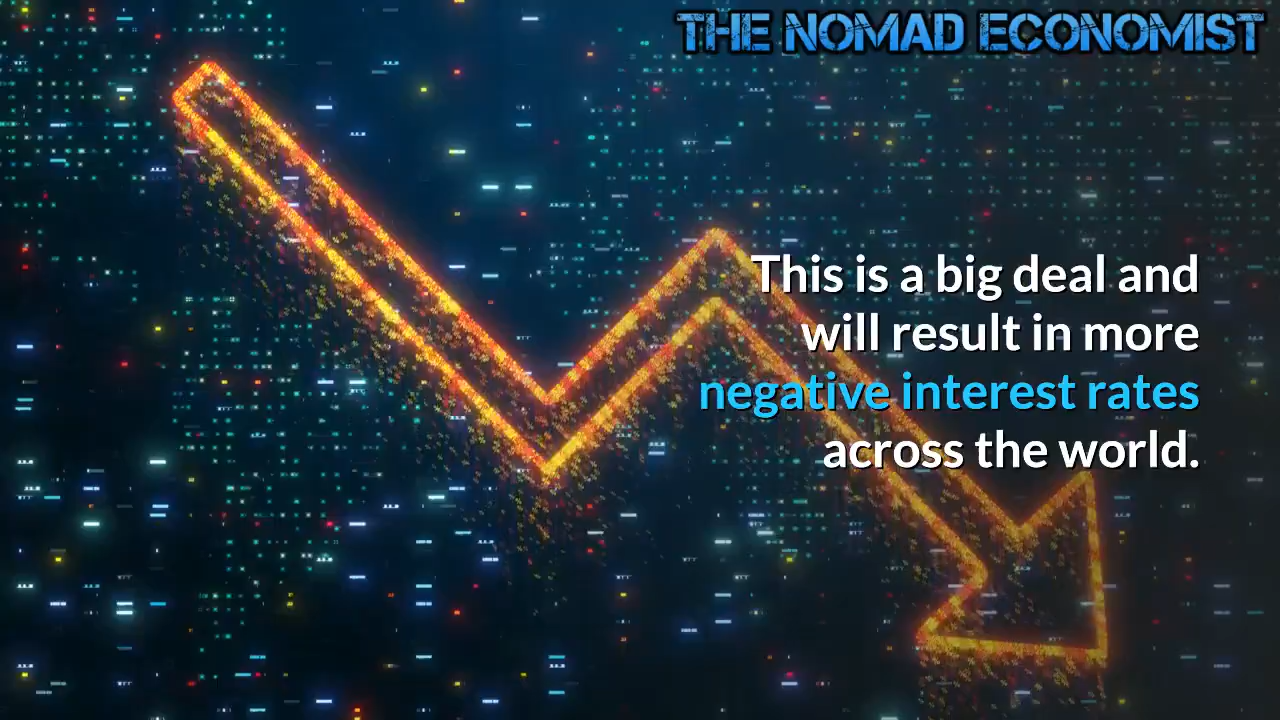 THE NOMAD ECONOMIST
This is a big deal and
will result in more
negative interest rates
across the world.